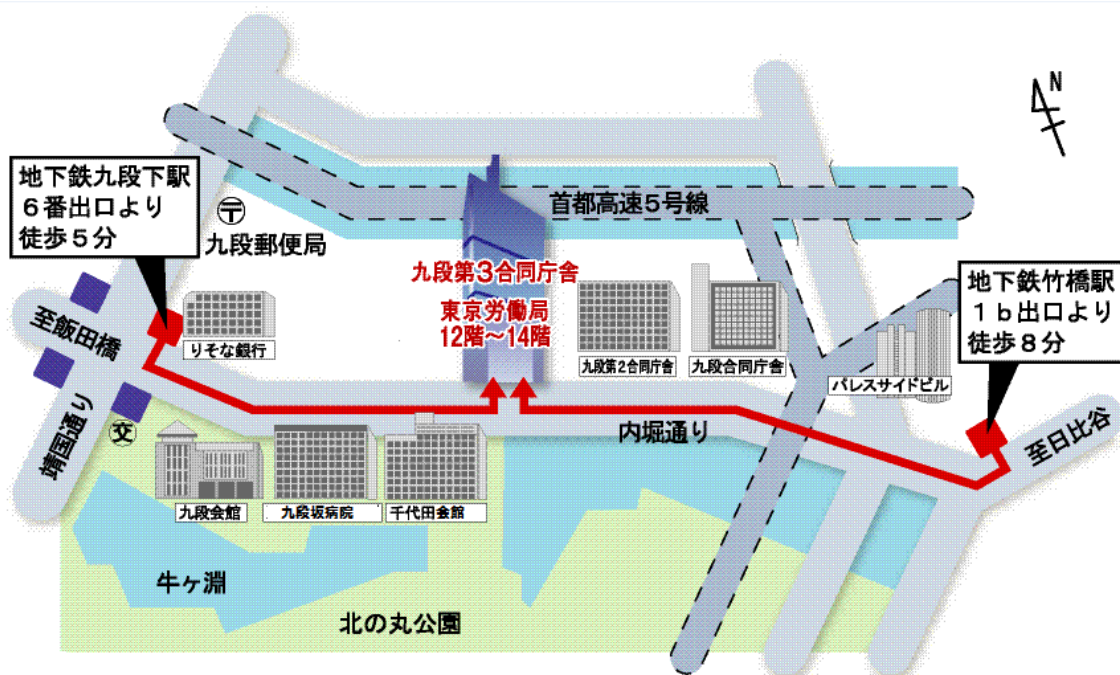 N
地下鉄九段下駅
6番出口より
徒歩5分
〒
九段郵便局
首都高速5号線
九段第3合同庁舎
東京労働局
12階～14階
地下鉄竹橋駅
1b出口より
徒歩8分
至飯田橋
りそな銀行
九段第2合同庁舎
九段合同庁舎
パレスサイドビル
靖国通り
交
内堀通り
至日比谷
九段会館
九段坂病院
千代田会館
牛ヶ淵
北の丸公園